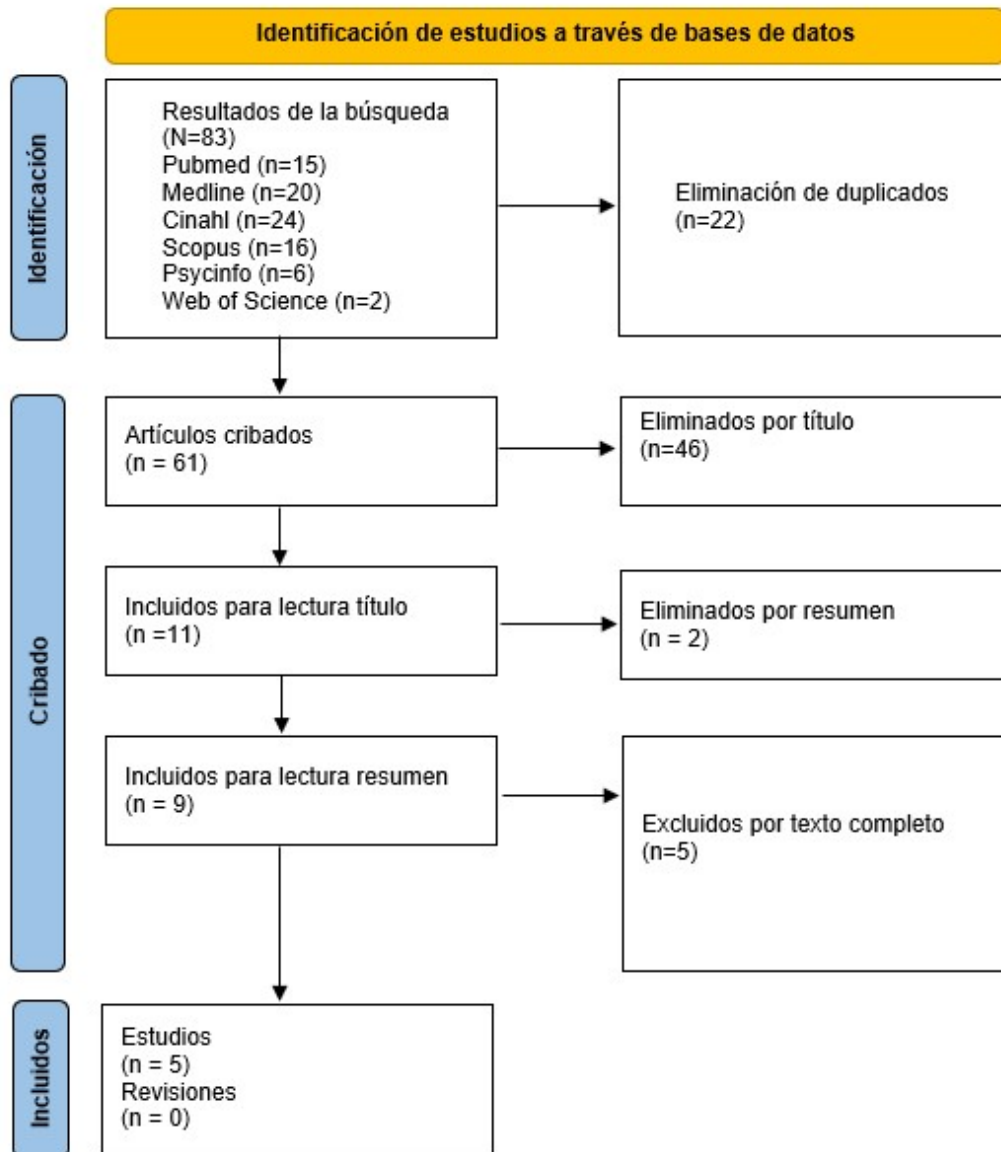 Identificación de estudios a través de bases de datos
Identificación
Resultados de la búsqueda
(N=83)
Pubmed (n=15)
Medline (n=20)
Cinahl (n=24)
Scopus (n=16)
Psycinfo (n=6)
Web of Science (n=2)
Eliminación de duplicados
(n=22)
Cribado
Artículos cribados
(n = 61)
Eliminados por título
(n=46)
Incluidos para lectura título
(n =11)
Eliminados por resumen
(n = 2)
Incluidos para lectura resumen
(n = 9)
Excluidos por texto completo
(n=5)
Incluidos
Estudios
(n = 5)
Revisiones
(n = 0)